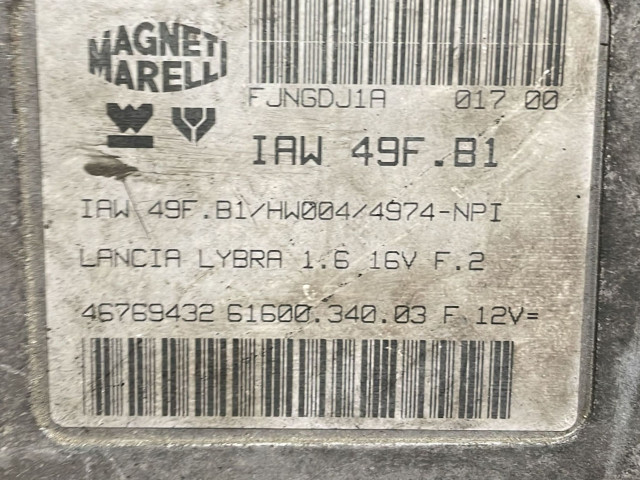 MAGNETI
MARELLI
FJNGDJ1A 017 00
IAW 49F.B1
IAW 49F.B1/HW004/4974-NPI
LANCIA LYBRA 1.6 16V F.2
46769432 61600.340.03 F 12V=